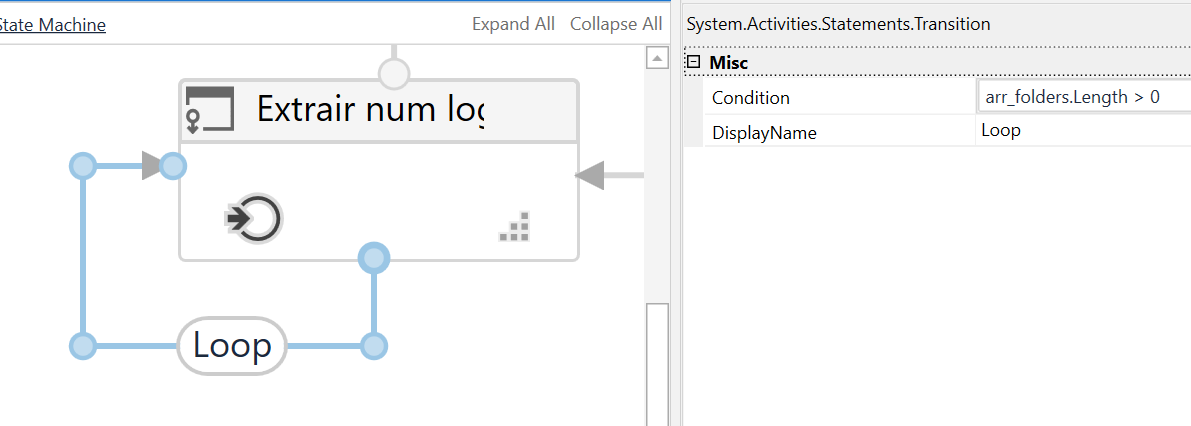 State Machine
Expand All Collapse All
Extrair num
Loop
System.Activities.Statements.Transition
Misc
Condition arr_folders.Length > 0
DisplayName Loop